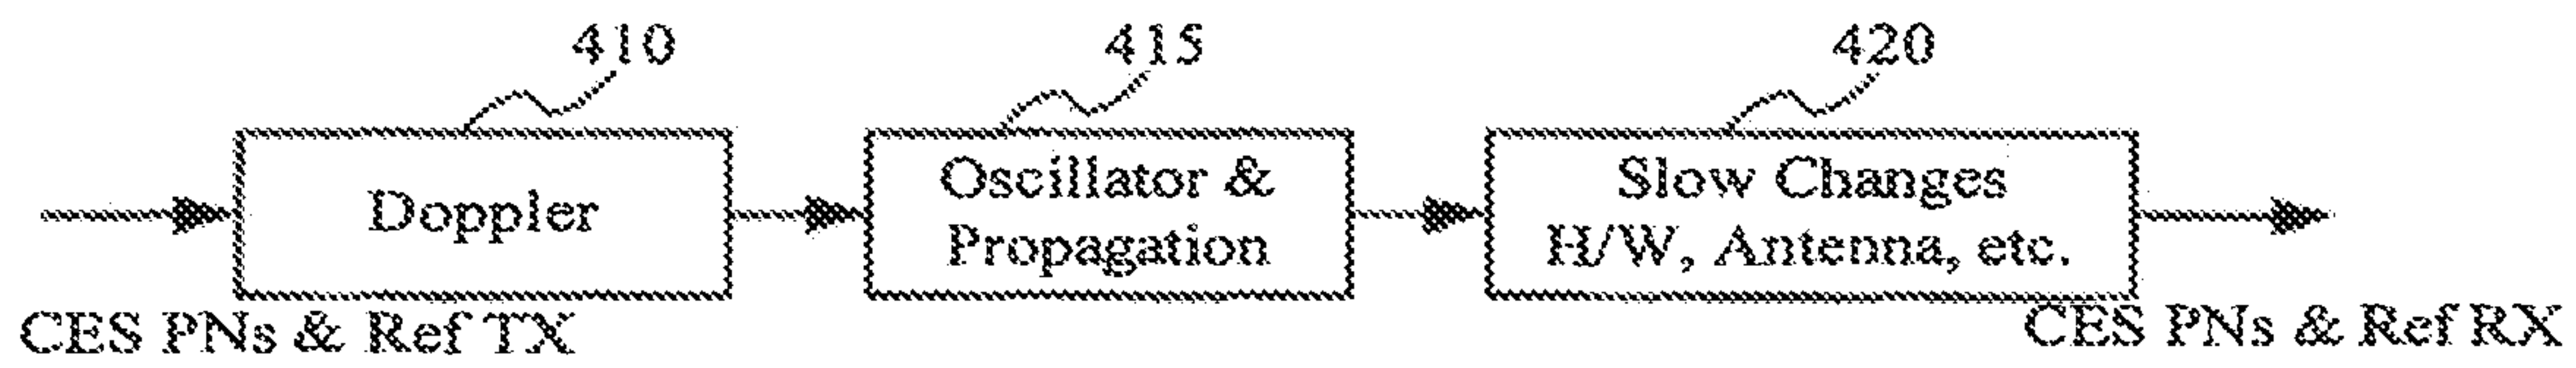 410
415
420
Doppler
Oscillator &
Propagation
Slow Changes
H/W, Antenna, etc.
CES PNs & Ref TX
CES PNs & Ref RX